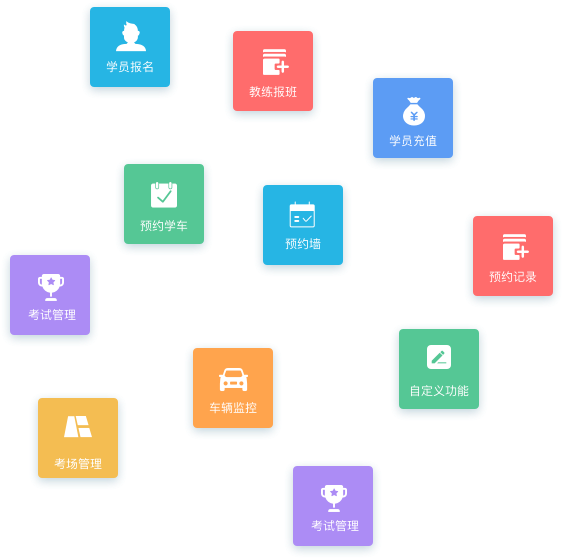 学员报名
教练报班
学员充值
预约学车
预约墙
预约记录
考试管理
车辆监控
自定义功能
考场管理
考试管理